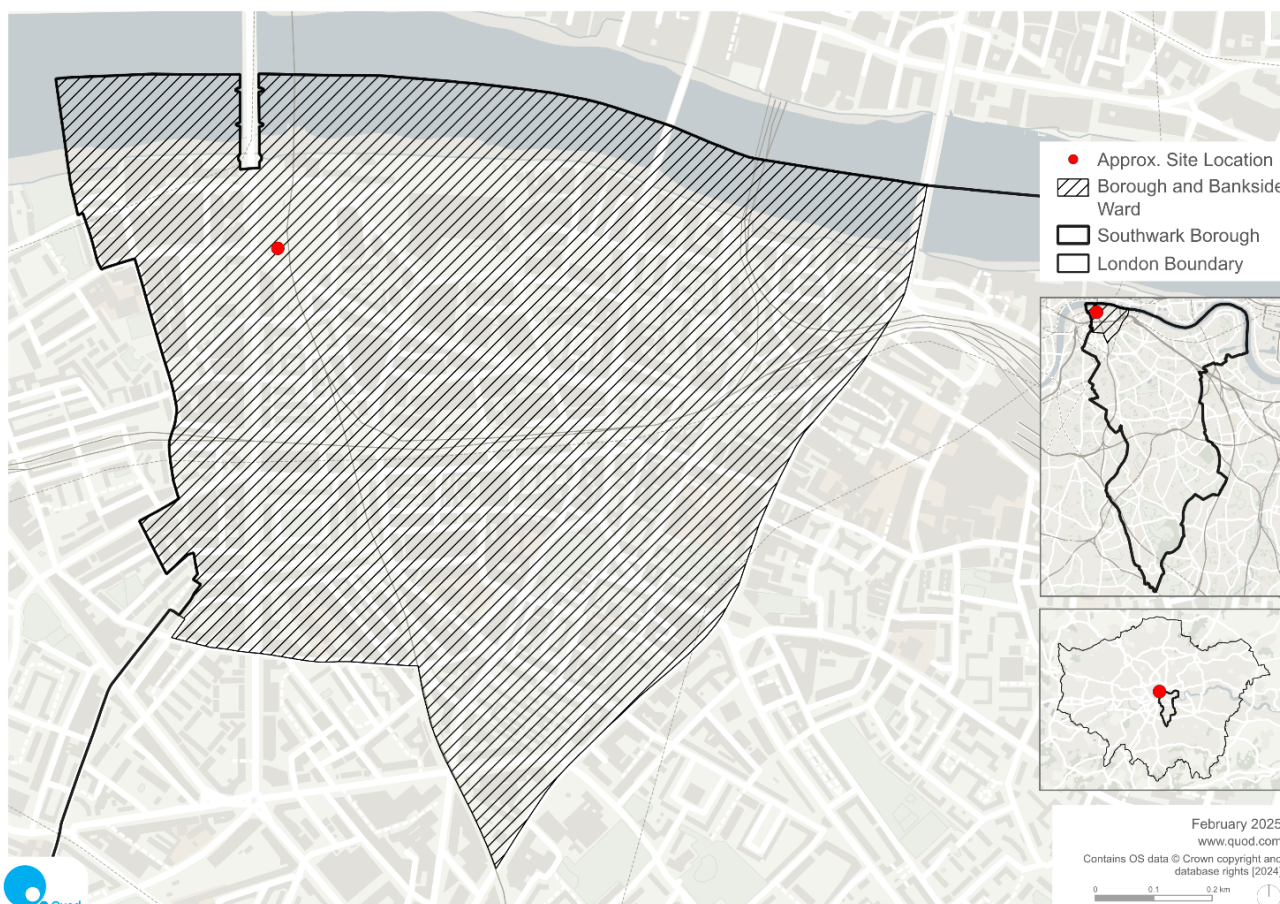 Approx. Site Location
Borough and Bankside
Ward
Southwark Borough
London Boundary
February 2025
www.quod.com
Contains OS data © Crown copyright and
database rights [2024]
0 0.1 0.2 km
Quod